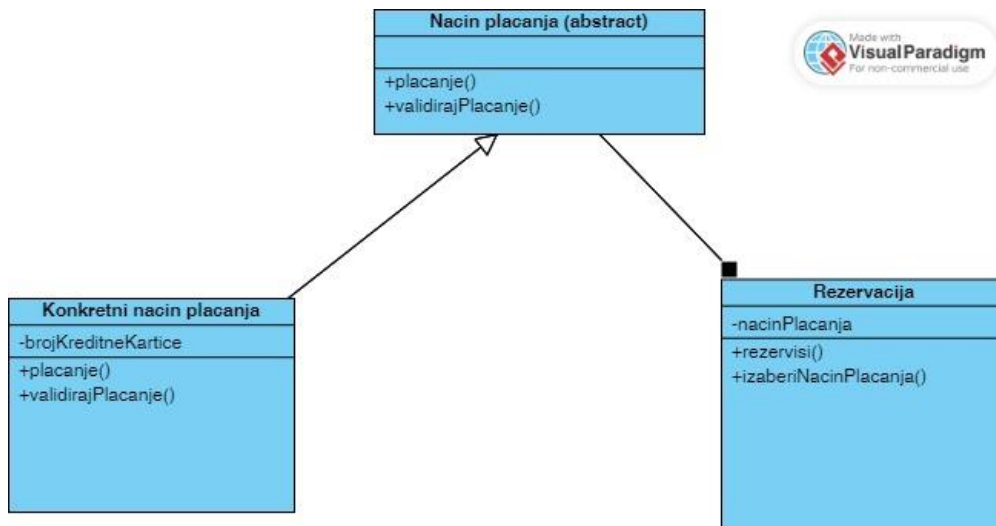 Nacin placanja (abstract)
+placanje()
+validirajPlacanje()
Made with
Visual Paradigm
For non-commercial use
Konkretni nacin placanja
-brojKreditneKartice
+placanje()
+validirajPlacanje()
Rezervacija
-nacinPlacanja
+rezervisi()
+izaberiNacinPlacanja()